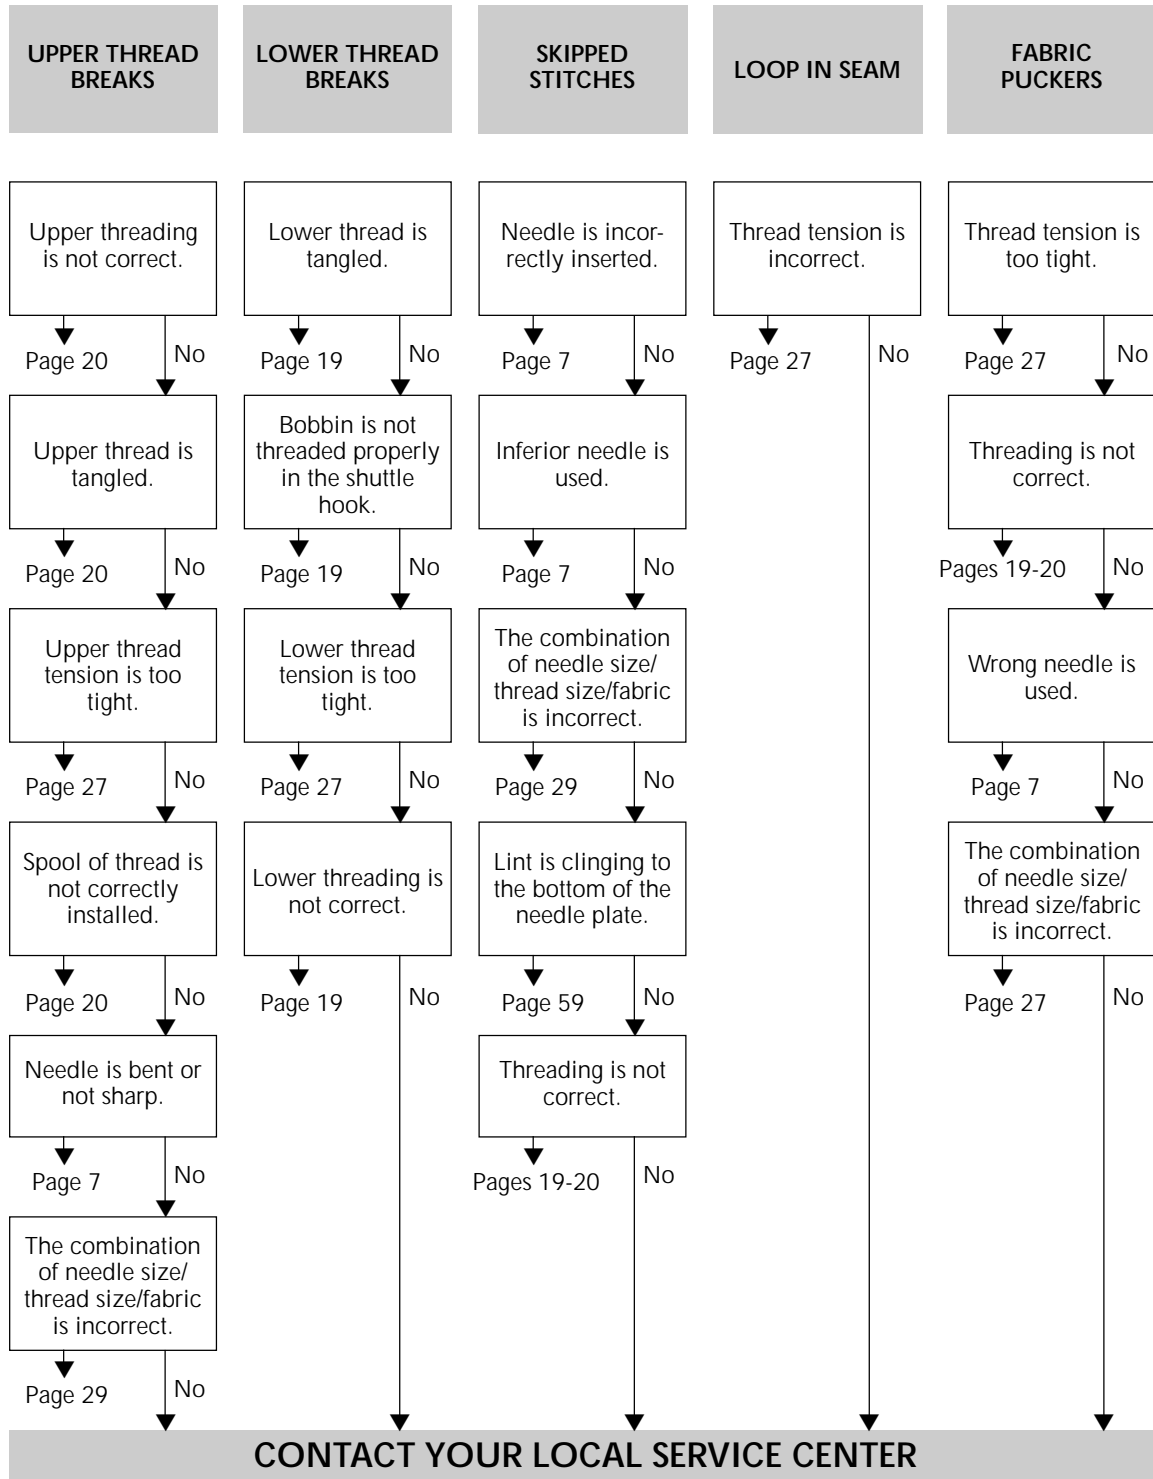 UPPER THREAD
BREAKS
Upper threading
is not correct.
Page 20
No
Upper thread is
tangled.
Page 20
No
Upper thread
tension is too
tight.
Page 27
No
Spool of thread is
not correctly
installed.
Page 20
No
Needle is bent or
not sharp.
Page 7
No
The combination
of needle size/
thread size/fabric
is incorrect.
Page 29
No
LOWER THREAD
BREAKS
Lower thread is
tangled.
Page 19
No
Bobbin is not
threaded properly
in the shuttle
hook.
Page 19
No
Lower thread
tension is too
tight.
Page 27
No
Lower threading is
not correct.
Page 19
No
SKIPPED
STITCHES
Needle is incor-
rectly inserted.
Page 7
No
Inferior needle is
used.
Page 7
No
The combination
of needle size/
thread size/fabric
is incorrect.
Page 29
No
Lint is clinging to
the bottom of the
needle plate.
Page 59
No
Threading is not
correct.
Pages 19-20
No
LOOP IN SEAM
Thread tension is
incorrect.
Page 27
No
FABRIC
PUCKERS
Thread tension is
too tight.
Page 27
No
Threading is not
correct.
Pages 19-20
No
Wrong needle is
used.
Page 7
No
The combination
of needle size/
thread size/fabric
is incorrect.
Page 27
No
CONTACT YOUR LOCAL SERVICE CENTER